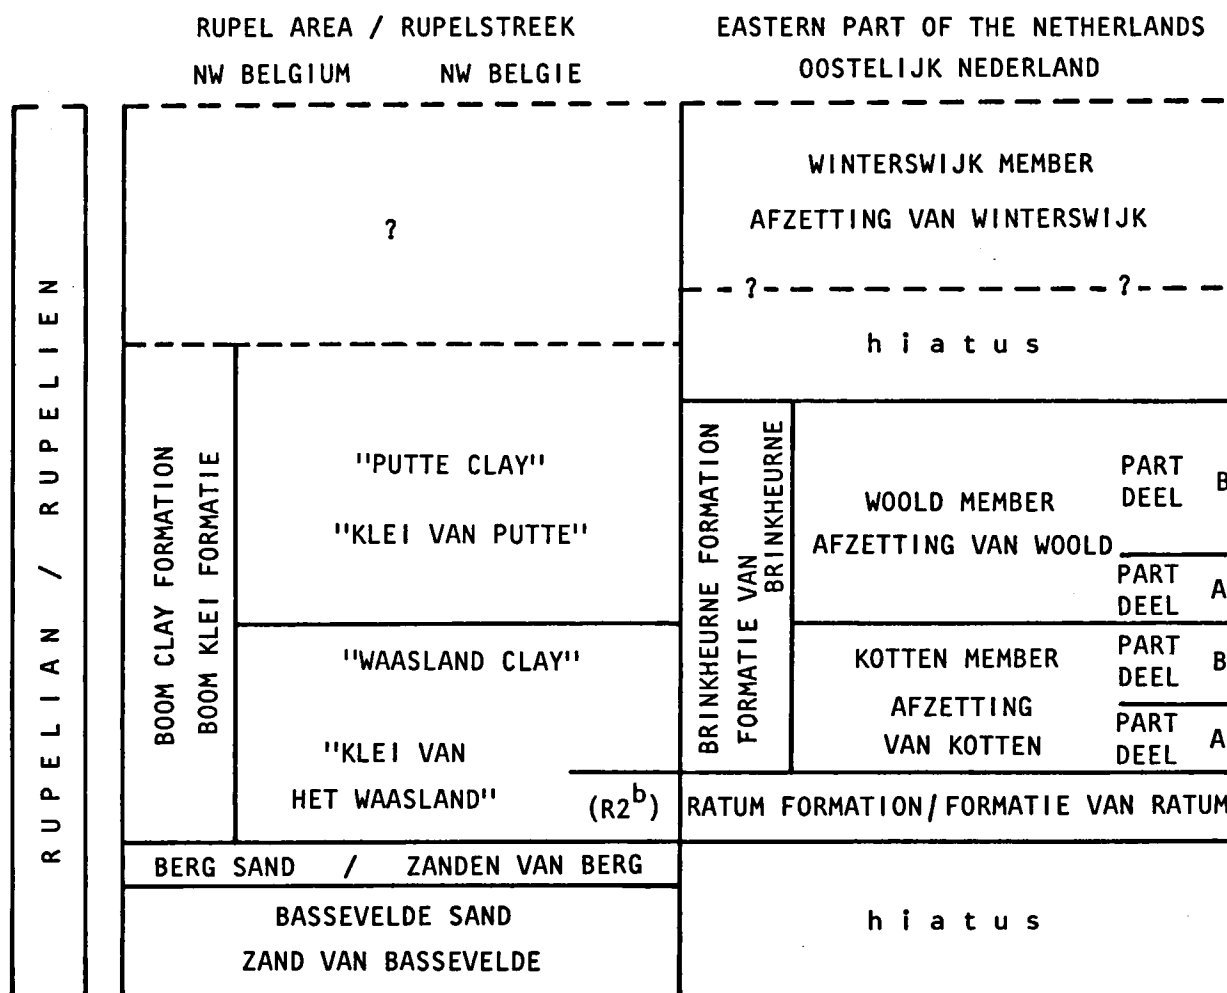 RUPEL AREA / RUPELSTREEK
NW BELGIUM NW BELGIE
EASTERN PART OF THE NETHERLANDS
OOSTELIJK NEDERLAND
RUPELIAN / RUPELIEN
?
BOOM CLAY FORMATION
BOOM KLEI FORMATIE
"PUTTE CLAY"
"KLEI VAN PUTTE"
"WAASLAND CLAY"
"KLEI VAN
HET WAASLAND"
(R2b)
BERG SAND / ZANDEN VAN BERG
BASSEVELDE SAND
ZAND VAN BASSEVELDE
WINTERSWIJK MEMBER
AFZETTING VAN WINTERSWIJK
? ?
hiatus
BRINKHEURNE FORMATION
FORMATIE VAN
BRINKHEURNE
WOOLD MEMBER
AFZETTING VAN WOOLD
PART
DEEL B
PART
DEEL A
KOTTEN MEMBER
AFZETTING
VAN KOTTEN
PART
DEEL B
PART
DEEL A
RATUM FORMATION/FORMATIE VAN RATUM
hiatus